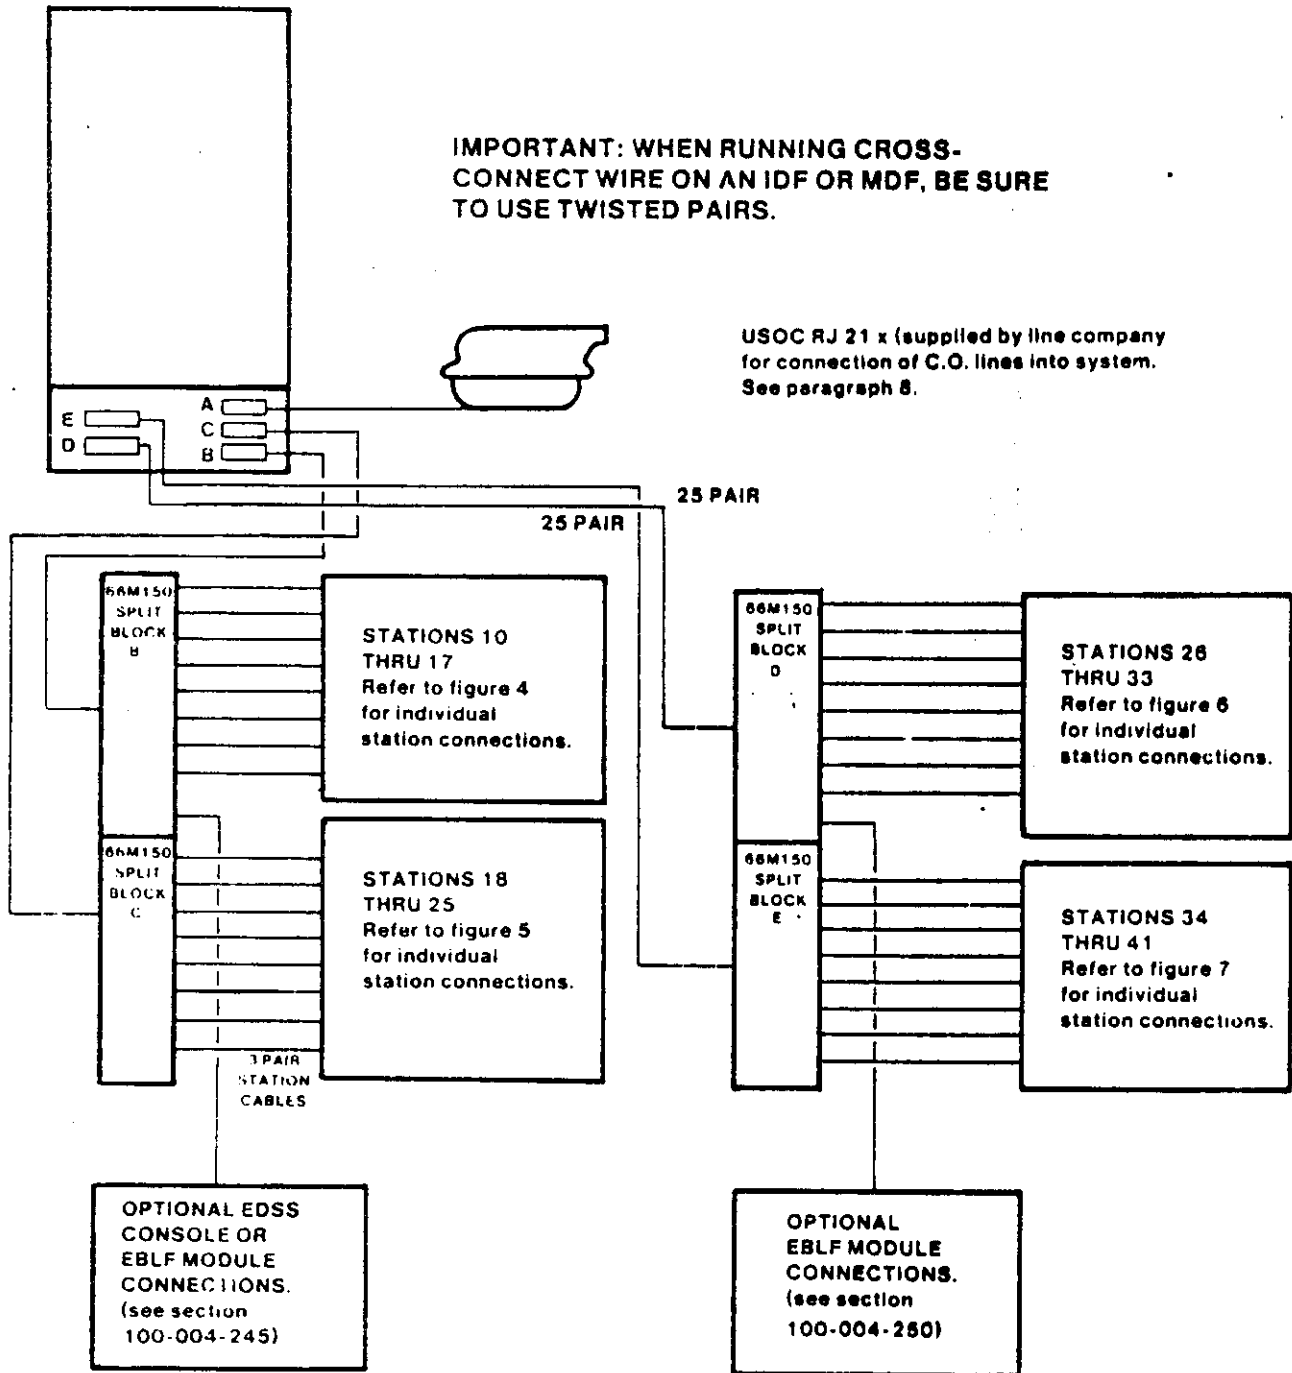 IMPORTANT: WHEN RUNNING CROSS-
CONNECT WIRE ON AN IDF OR MDF, BE SURE
TO USE TWISTED PAIRS.
USOC RJ 21 x (supplied by line company
for connection of C.O. lines into system.
See paragraph 8.
A
E
C
D
B
25 PAIR
25 PAIR
66M150
SPLIT
BLOCK
B
STATIONS 10
THRU 17
Refer to figure 4
for individual
station connections.
66M150
SPLIT
BLOCK
C
STATIONS 18
THRU 25
Refer to figure 5
for individual
station connections.
3 PAIR
STATION
CABLES
OPTIONAL EDSS
CONSOLE OR
EBLF MODULE
CONNECTIONS.
(see section
100-004-245)
66M150
SPLIT
BLOCK
D
STATIONS 26
THRU 33
Refer to figure 6
for individual
station connections.
66M150
SPLIT
BLOCK
E
STATIONS 34
THRU 41
Refer to figure 7
for individual
station connections.
OPTIONAL
EBLF MODULE
CONNECTIONS.
(see section
100-004-250)